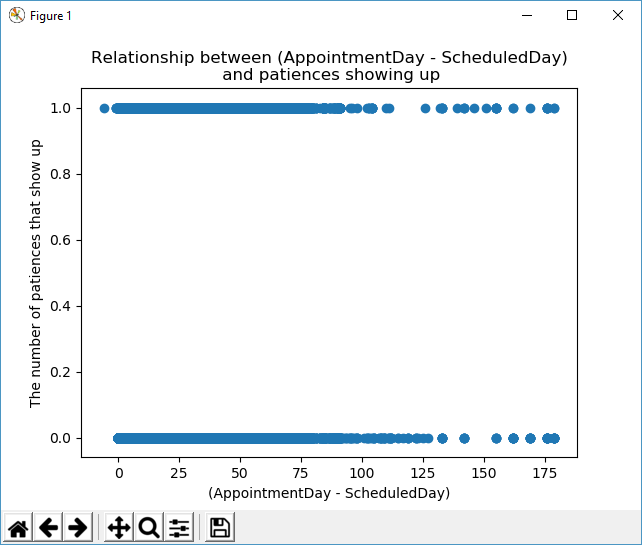 Figure 1
Relationship between (AppointmentDay - ScheduledDay)
and patiences showing up
The number of patiences that show up
1.0
0.8
0.6
0.4
0.2
0.0
0 25 50 75 100 125 150 175
(AppointmentDay - ScheduledDay)